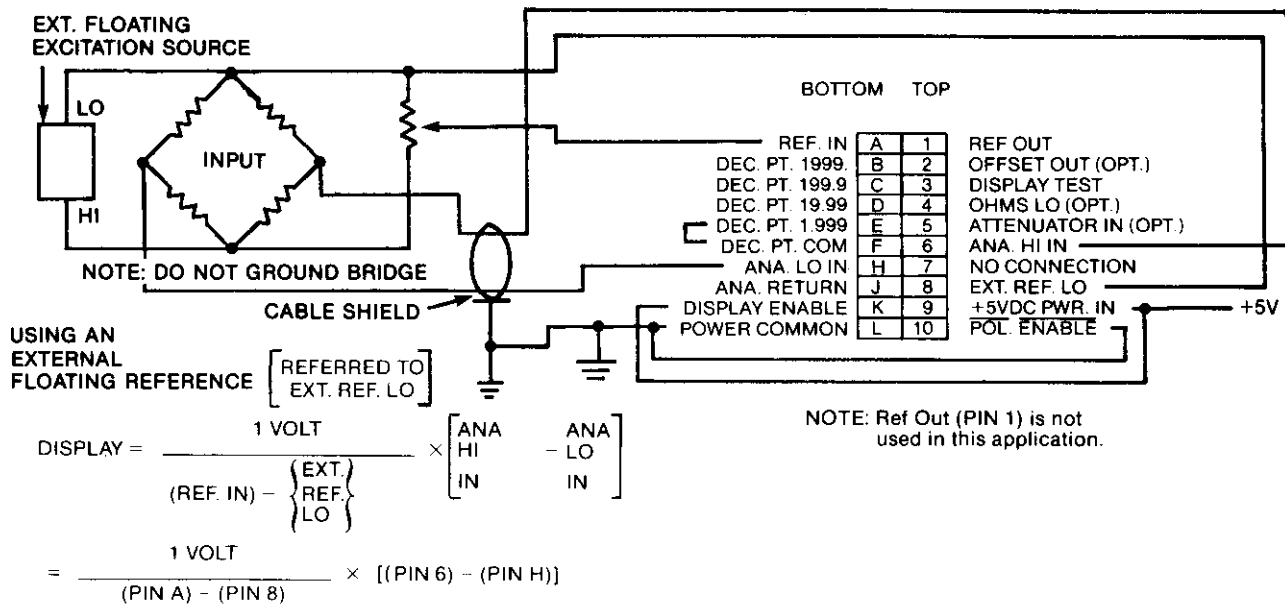 EXT. FLOATING
EXCITATION SOURCE
LO
INPUT
HI
NOTE: DO NOT GROUND BRIDGE
CABLE SHIELD
BOTTOM TOP
REF. IN A 1 REF OUT
DEC. PT. 1999. B 2 OFFSET OUT (OPT.)
DEC. PT. 199.9 C 3 DISPLAY TEST
DEC. PT. 19.99 D 4 OHMS LO (OPT.)
DEC. PT. 1.999 E 5 ATTENUATOR IN (OPT.)
DEC. PT. COM F 6 ANA. HI IN
ANA. LO IN H 7 NO CONNECTION
ANA. RETURN J 8 EXT. REF. LO
DISPLAY ENABLE K 9 +5VDC PWR. IN +5V
POWER COMMON L 10 POL. ENABLE
USING AN
EXTERNAL
FLOATING REFERENCE [REFERRED TO
EXT. REF. LO]
NOTE: Ref Out (PIN 1) is not
used in this application.
1 VOLT
DISPLAY = × [ANA HI IN – ANA LO IN]
(REF. IN) – {EXT. REF. LO}
1 VOLT
= × [(PIN 6) – (PIN H)]
(PIN A) – (PIN 8)